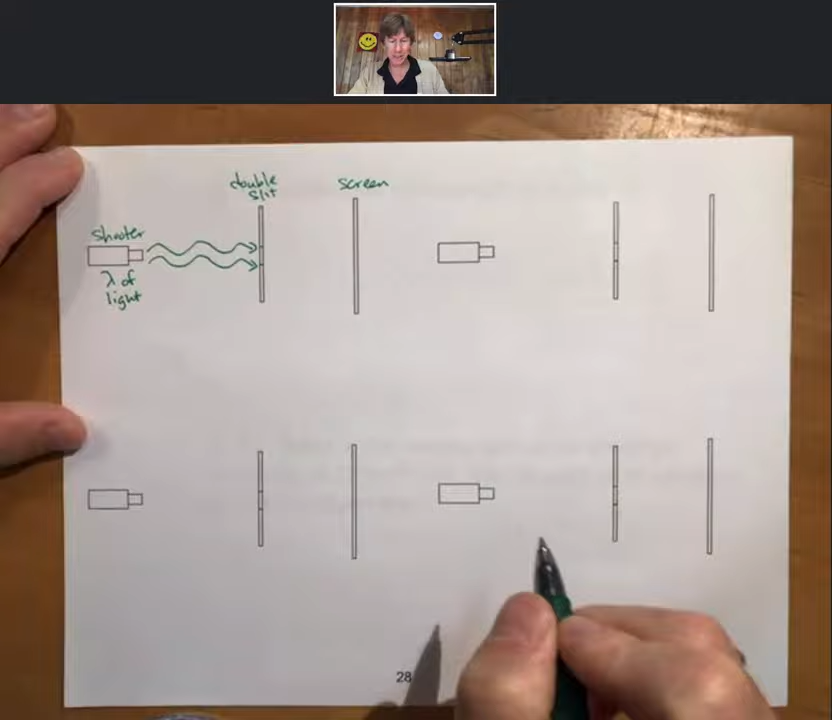 double
slit
screen
shooter
λ of
light
28